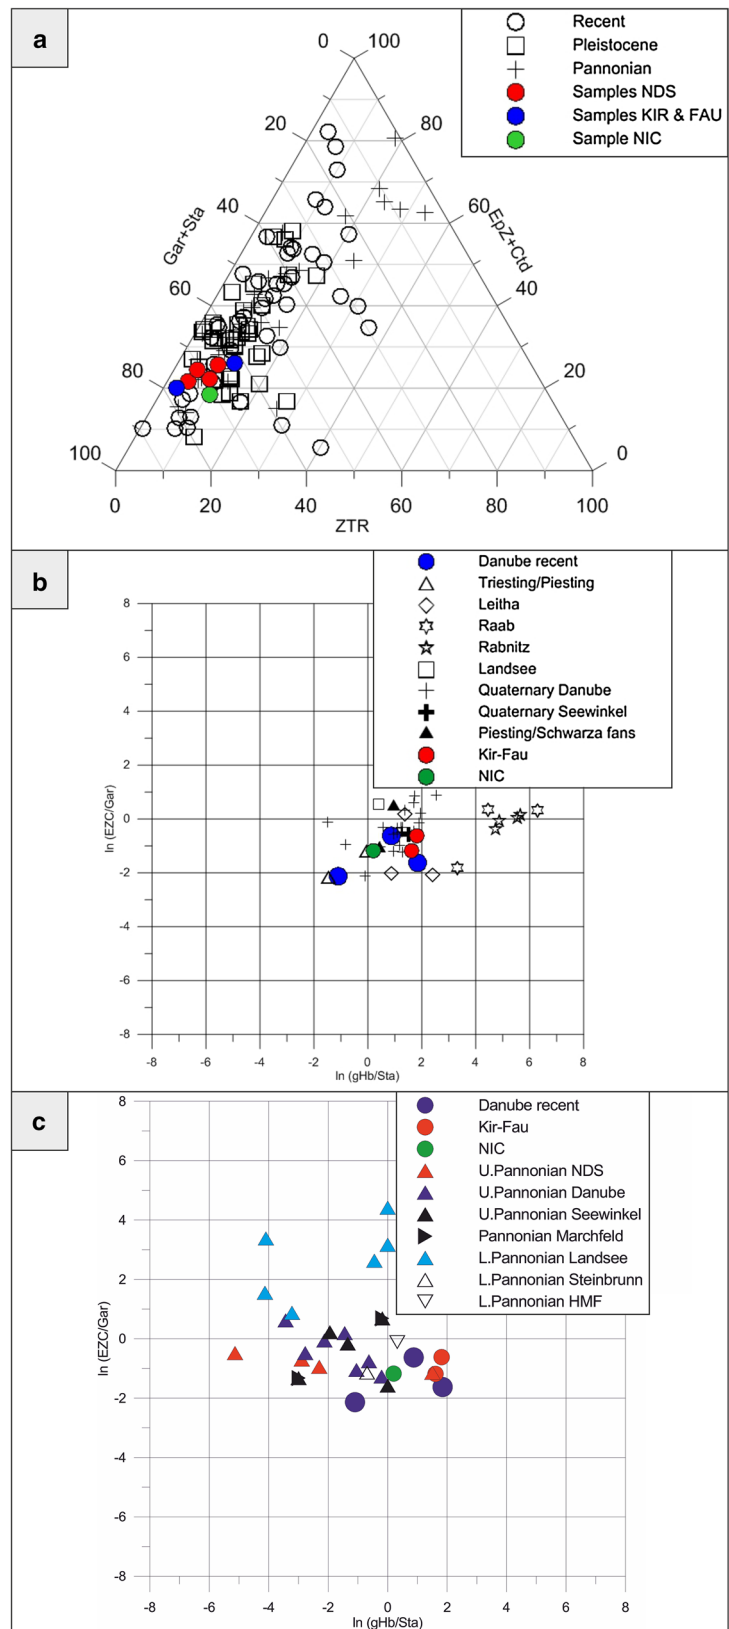 a
Recent
Pleistocene
Pannonian
Samples NDS
Samples KIR & FAU
Sample NIC
0 100
20 80
40 60
Gar+Sta
EpZ+Ctd
60 40
80 20
100 0
0 20 40 60 80 100
ZTR
b
Danube recent
Triesting/Piesting
Leitha
Raab
Rabnitz
Landsee
Quaternary Danube
Quaternary Seewinkel
Piesting/Schwarza fans
Kir-Fau
NIC
8
6
4
2
0
-2
-4
-6
-8
ln (EZC/Gar)
-8 -6 -4 -2 0 2 4 6 8
ln (gHb/Sta)
c
Danube recent
Kir-Fau
NIC
U.Pannonian NDS
U.Pannonian Danube
U.Pannonian Seewinkel
Pannonian Marchfeld
L.Pannonian Landsee
L.Pannonian Steinbrunn
L.Pannonian HMF
8
6
4
2
0
-2
-4
-6
-8
ln (EZC/Gar)
-8 -6 -4 -2 0 2 4 6 8
ln (gHb/Sta)